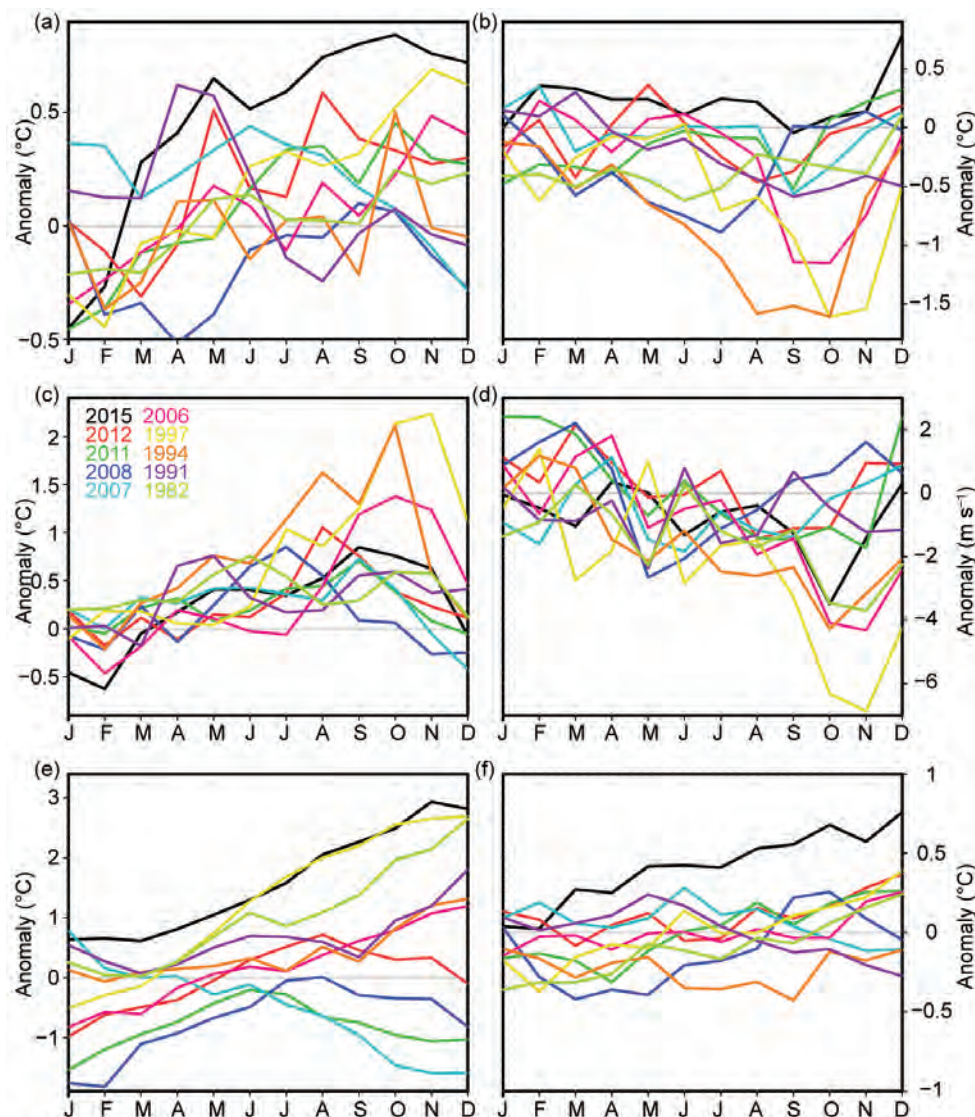 (a)
0.5
0
−0.5
Anomaly (°C)
J F M A M J J A S O N D
(b)
0.5
0
−0.5
−1
−1.5
Anomaly (°C)
J F M A M J J A S O N D
(c)
2
1.5
1
0.5
0
−0.5
Anomaly (°C)
2015 2006
2012 1997
2011 1994
2008 1991
2007 1982
J F M A M J J A S O N D
(d)
2
0
−2
−4
−6
Anomaly (m s⁻¹)
J F M A M J J A S O N D
(e)
3
2
1
0
−1
Anomaly (°C)
J F M A M J J A S O N D
(f)
1
0.5
0
−0.5
−1
Anomaly (°C)
J F M A M J J A S O N D